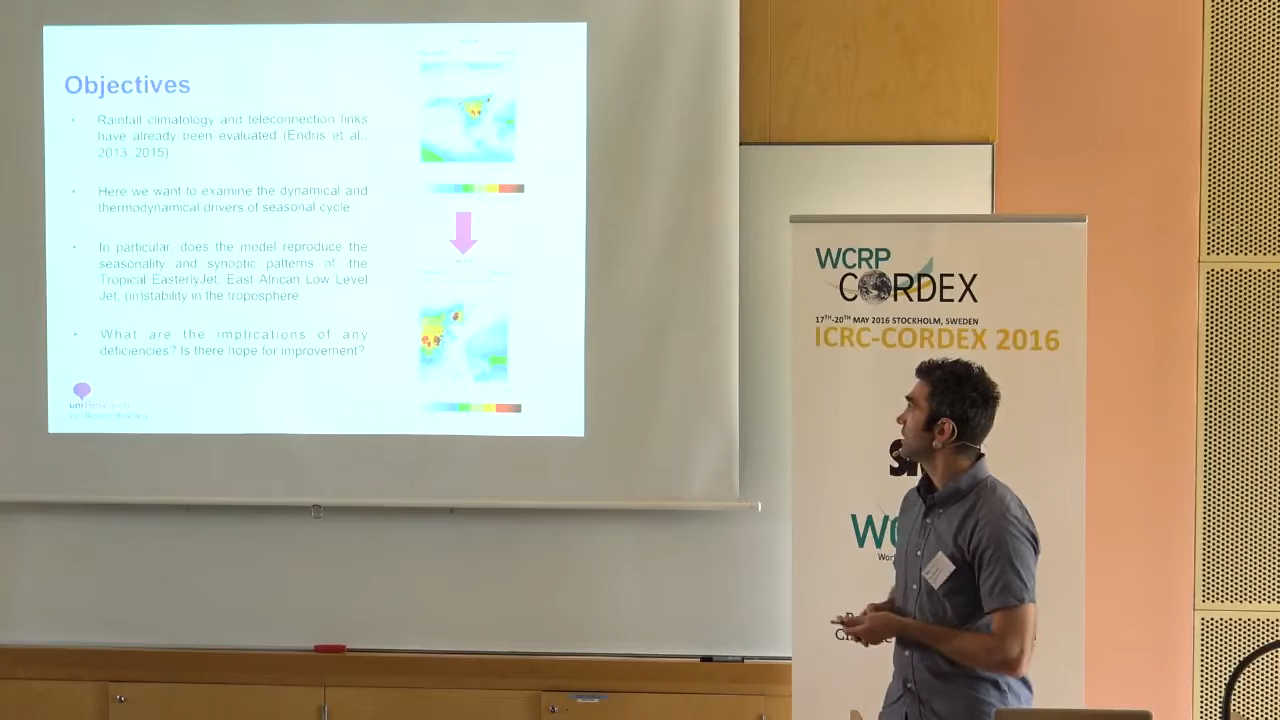 Objectives
Rainfall climatology and teleconnection links
have already been evaluated (Endris et al.,
2013, 2015)
Here we want to examine the dynamical and
thermodynamical drivers of seasonal cycle
In particular, does the model reproduce the
seasonality and synoptic patterns of the
Tropical EasterlyJet, East African Low Level
Jet, (in)stability in the troposphere
What are the implications of any
deficiencies? Is there hope for improvement?
uni Research
WCRP
CORDEX
17TH-20TH MAY 2016 STOCKHOLM, SWEDEN
ICRC-CORDEX 2016